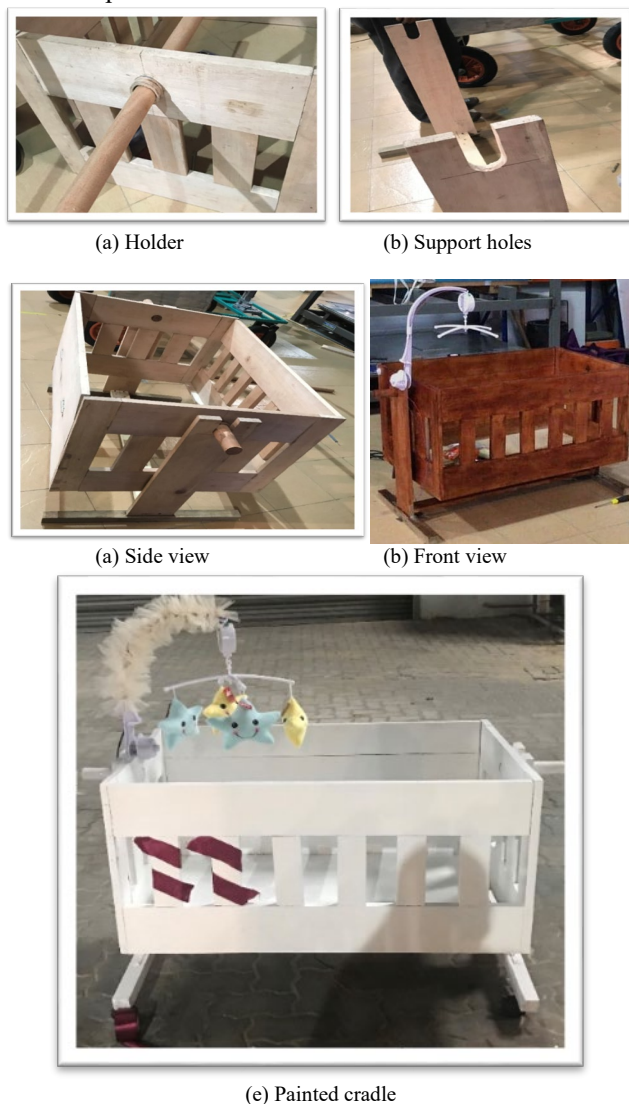 (a) Holder
(b) Support holes
(a) Side view
(b) Front view
(e) Painted cradle